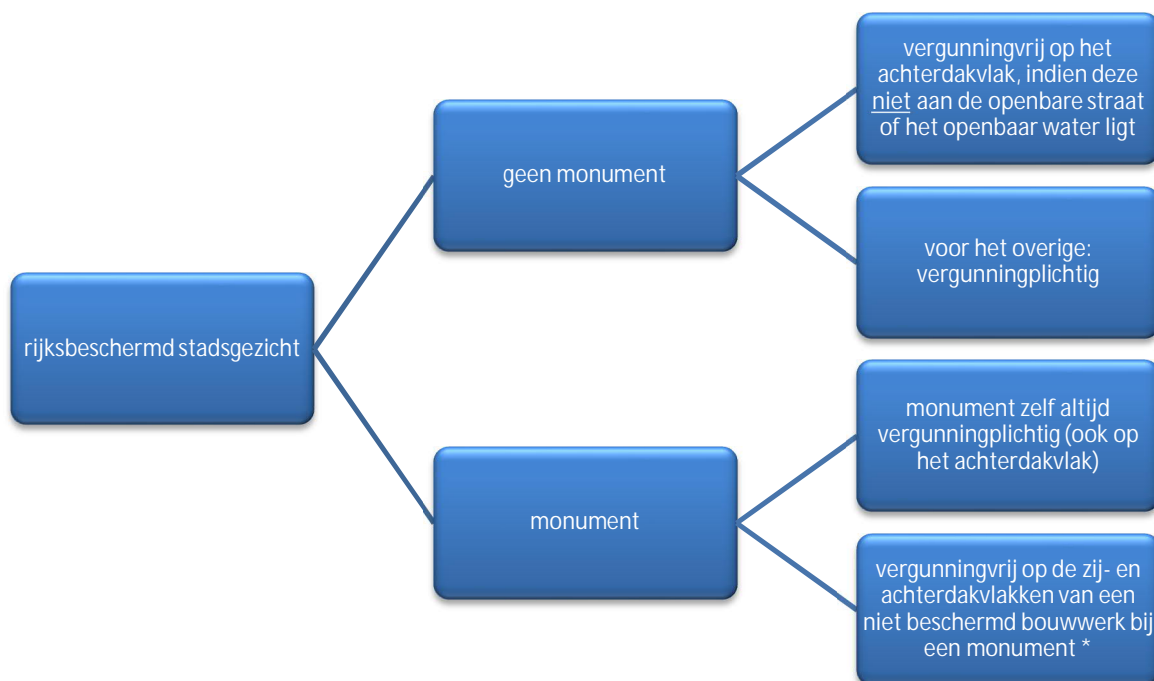 rijksbeschermd stadsgezicht
geen monument
vergunningvrij op het
achterdakvlak, indien deze
niet aan de openbare straat
of het openbaar water ligt
voor het overige:
vergunningplichtig
monument
monument zelf altijd
vergunningplichtig (ook op
het achterdakvlak)
vergunningvrij op de zij- en
achterdakvlakken van een
niet beschermd bouwwerk bij
een monument *